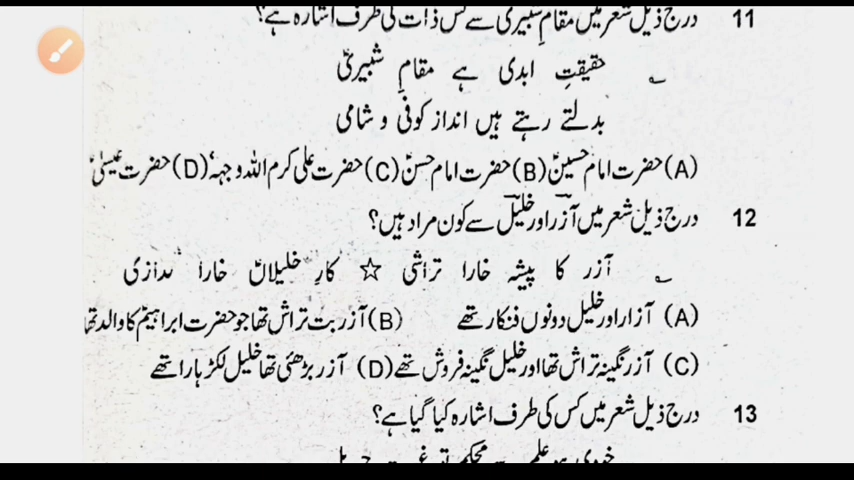 11 درج ذیل شعر میں مقامِ شبیری سے کس ذات کی طرف اشارہ ہے؟
حقیقتِ ابدی ہے مقامِ شبیریؓ
بدلتے رہتے ہیں انداز کوفی و شامی
(A) حضرت امام حسینؓ (B) حضرت امام حسنؓ (C) حضرت علی کرم اللہ وجہہ' (D) حضرت عیسیٰؑ
12 درج ذیل شعر میں آزر اور خلیل سے کون مراد ہیں؟
آزر کا پیشہ خارا تراشی ☆ کارِ خلیلاں خارا گدازی
(A) آزار اور خلیل دونوں فنکار تھے (B) آزر بت تراش تھا جو حضرت ابراہیمؑ کا والد تھا
(C) آزر نگینہ تراش تھا اور خلیل نگینہ فروش تھے (D) آزر بڑھئی تھا خلیل لکڑہارا تھے
13 درج ذیل شعر میں کس کی طرف اشارہ کیا گیا ہے؟